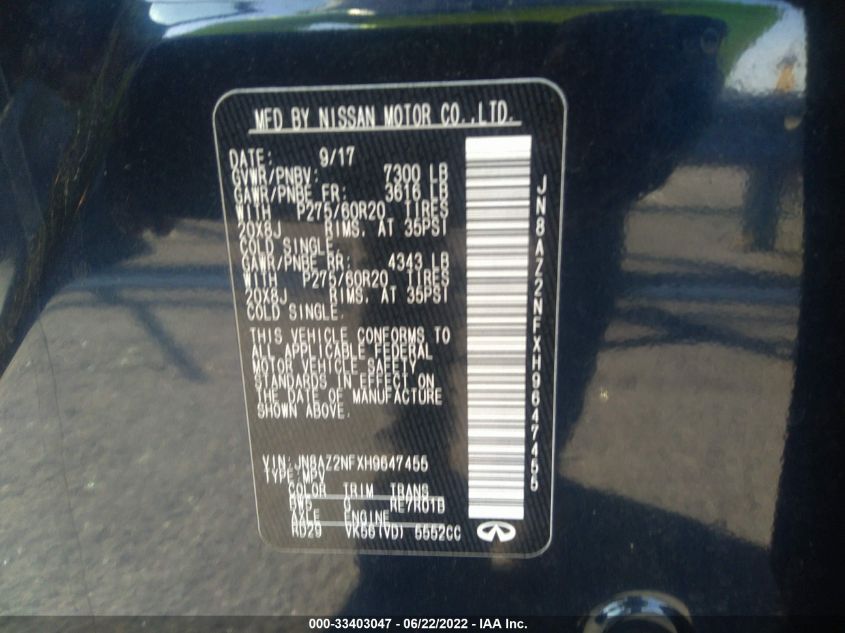 MFD BY NISSAN MOTOR CO.,LTD.
DATE: 9/17
GVWR/PNBV: 7300 LB
GAWR/PNBE FR: 3616 LB
WITH P275/60R20 TIRES
20X8J RIMS. AT 35PSI
COLD SINGLE.
GAWR/PNBE RR: 4343 LB
WITH P275/60R20 TIRES
20X8J RIMS. AT 35PSI
COLD SINGLE.
THIS VEHICLE CONFORMS TO
ALL APPLICABLE FEDERAL
MOTOR VEHICLE SAFETY
STANDARDS IN EFFECT ON
THE DATE OF MANUFACTURE
SHOWN ABOVE.
VIN:JN8AZ2NFXH9647455
TYPE:MPV
COLOR TRIM TRANS
G RE7R01B
AXLE ENGINE
RD29 VK56(VD) 5552CC
JN8AZ2NFXH9647455
000-33403047 - 06/22/2022 - IAA Inc.